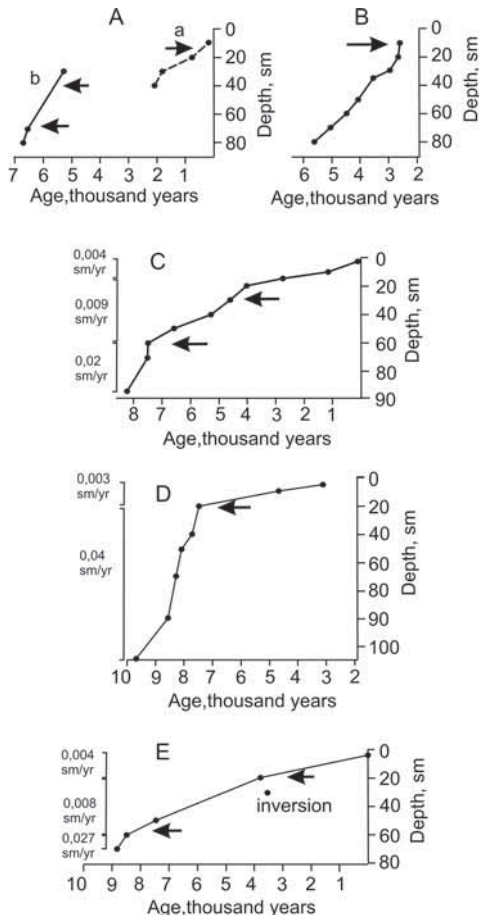 A
a
b
0
20
40
60
80
Depth, sm
7 6 5 4 3 2 1
Age,thousand years
B
0
20
40
60
80
Depth, sm
6 5 4 3 2 1
Age,thousand years
C
0,004
sm/yr
0,009
sm/yr
0,02
sm/yr
0
20
40
60
80
90
Depth, sm
8 7 6 5 4 3 2 1
Age,thousand years
D
0,003
sm/yr
0,04
sm/yr
0
20
40
60
80
90
100
Depth, sm
10 9 8 7 6 5 4 3 2
Age,thousand years
E
0,004
sm/yr
0,008
sm/yr
0,027
sm/yr
inversion
0
20
40
60
80
Depth, sm
10 9 8 7 6 5 4 3 2 1
Age,thousand years